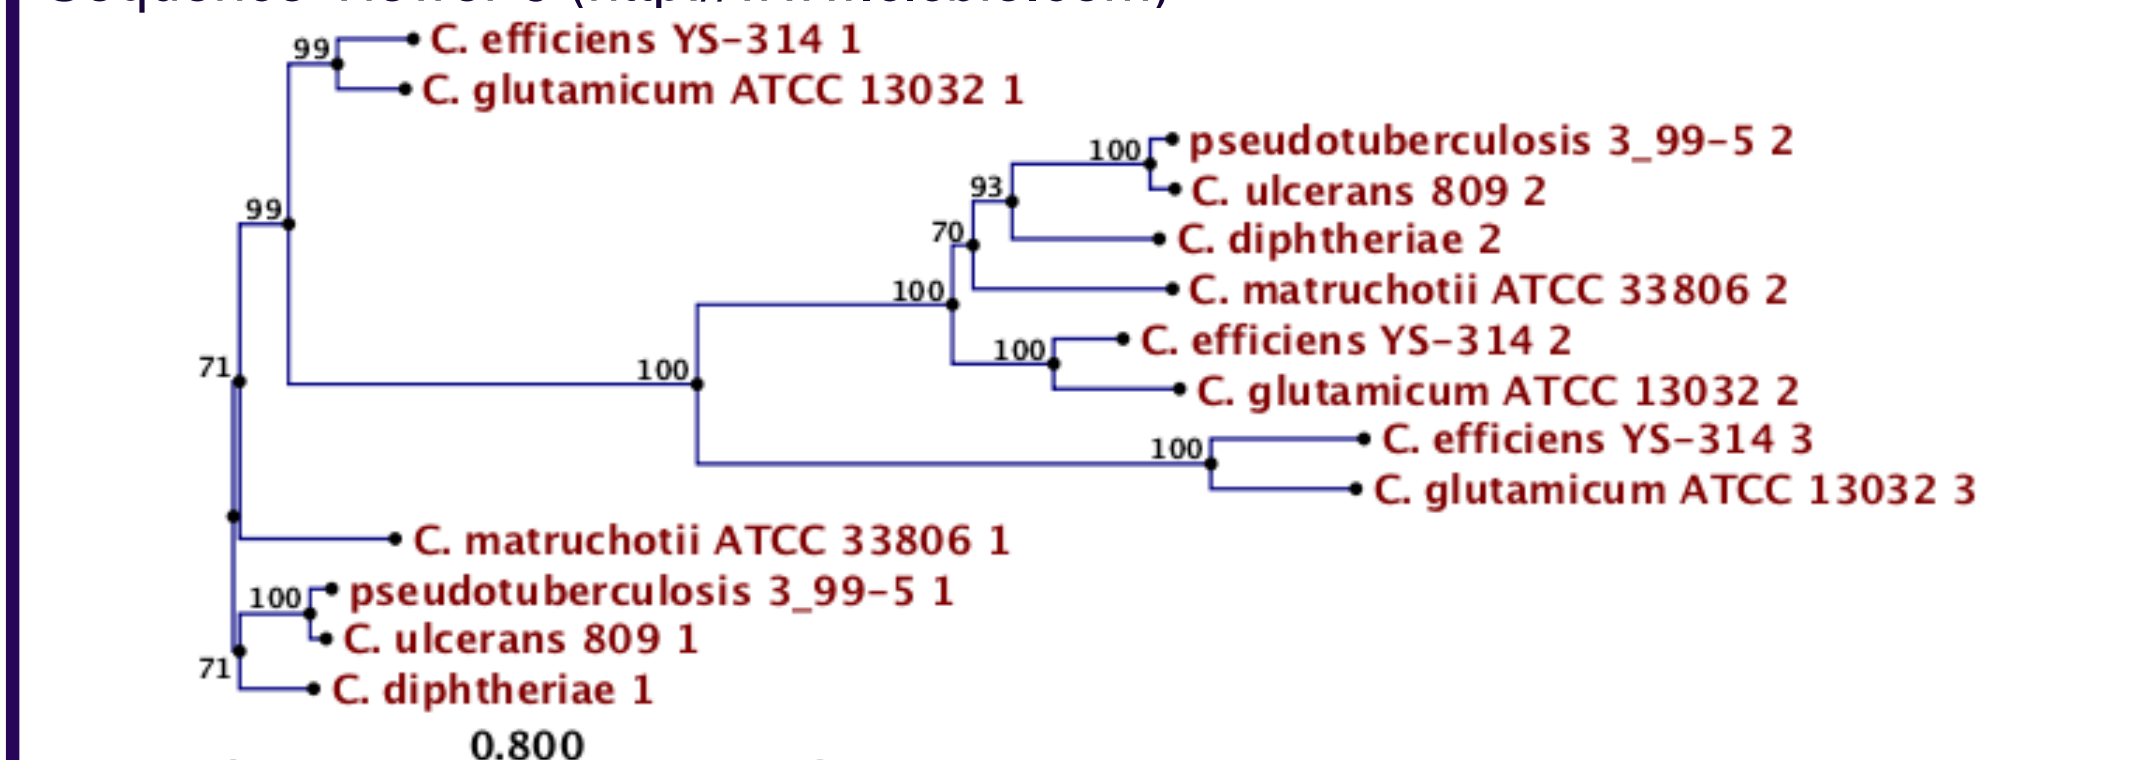 99
C. efficiens YS-314 1
C. glutamicum ATCC 13032 1
100
pseudotuberculosis 3_99-5 2
93
C. ulcerans 809 2
99
70
C. diphtheriae 2
100
C. matruchotii ATCC 33806 2
100
C. efficiens YS-314 2
71
100
C. glutamicum ATCC 13032 2
100
C. efficiens YS-314 3
C. glutamicum ATCC 13032 3
C. matruchotii ATCC 33806 1
100
pseudotuberculosis 3_99-5 1
C. ulcerans 809 1
71
C. diphtheriae 1
0.800